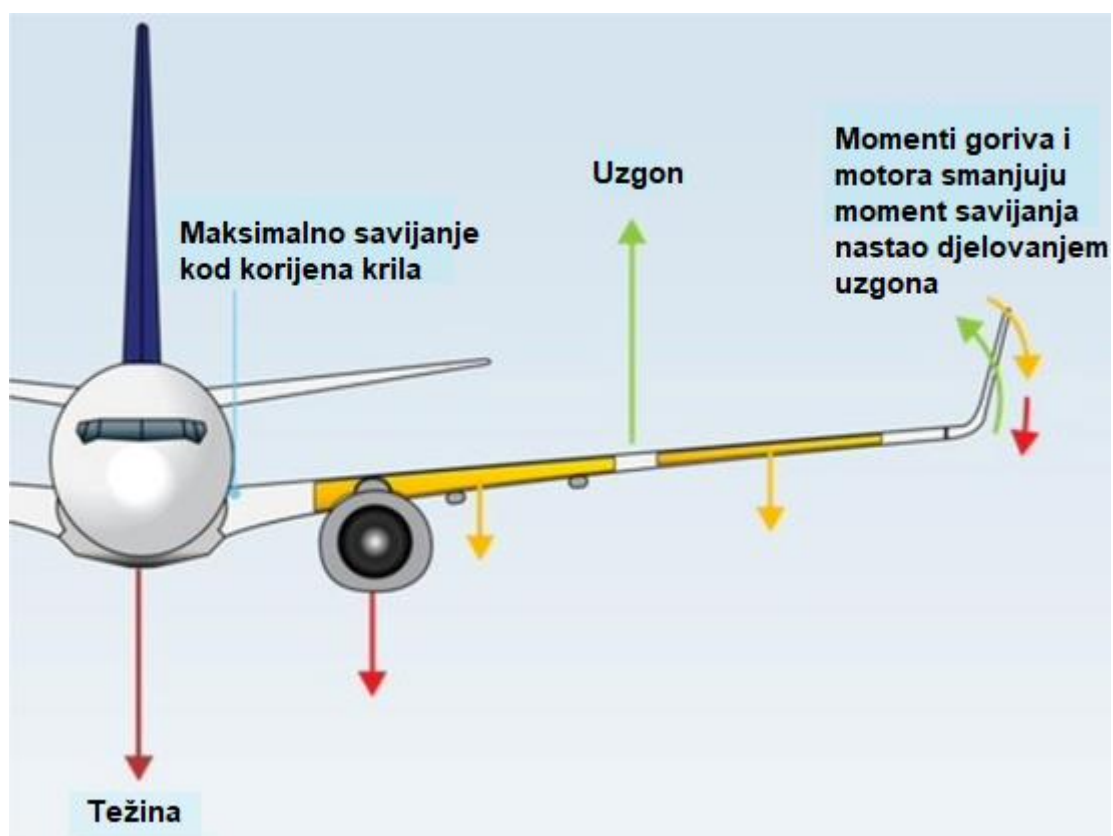 Maksimalno savijanje
kod korijena krila
Uzgon
Momenti goriva i
motora smanjuju
moment savijanja
nastao djelovanjem
uzgona
Težina